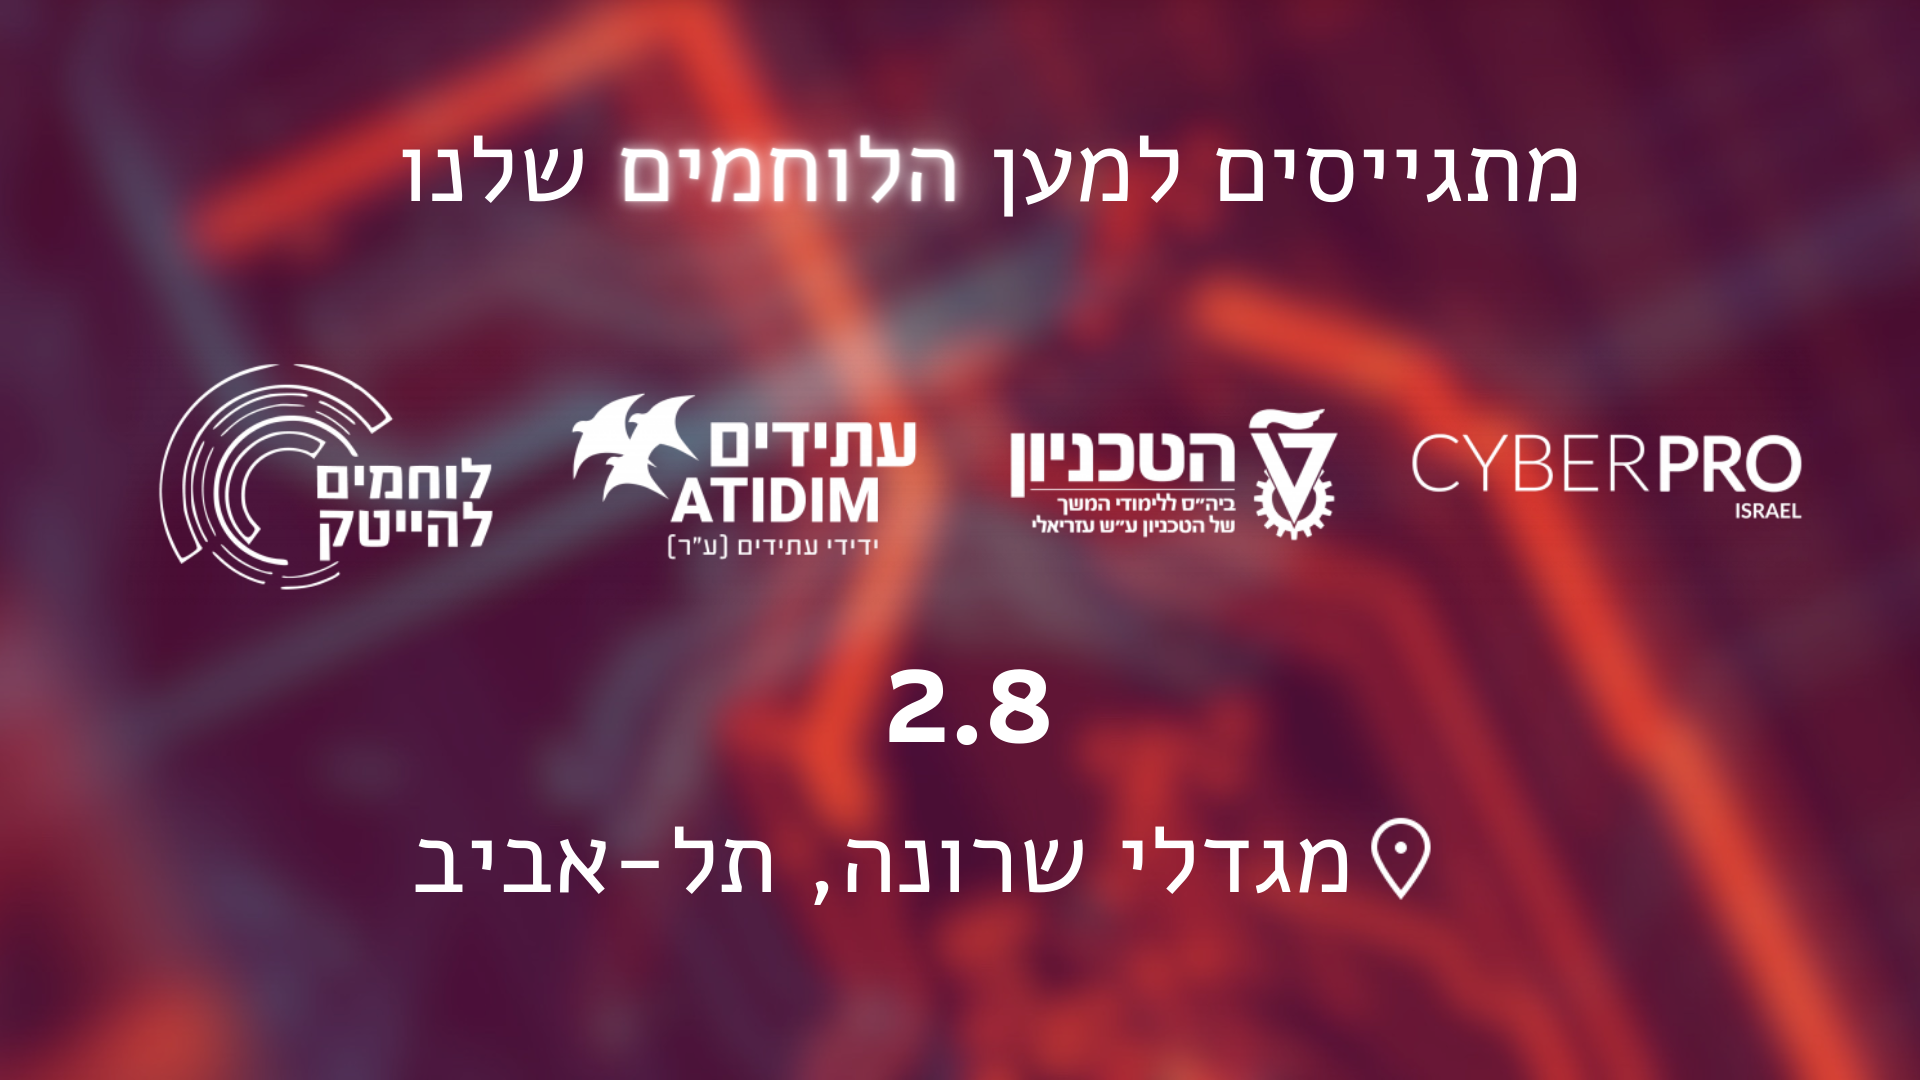 מתגייסים למען הלוחמים שלנו
CYBERPRO
ISRAEL
הטכניון
ביה״ס ללימודי המשך
של הטכניון ע״ש עזריאלי
עתידים
ATIDIM
ידידי עתידים (ע״ר)
לוחמים
להייטק
2.8
מגדלי שרונה, תל-אביב